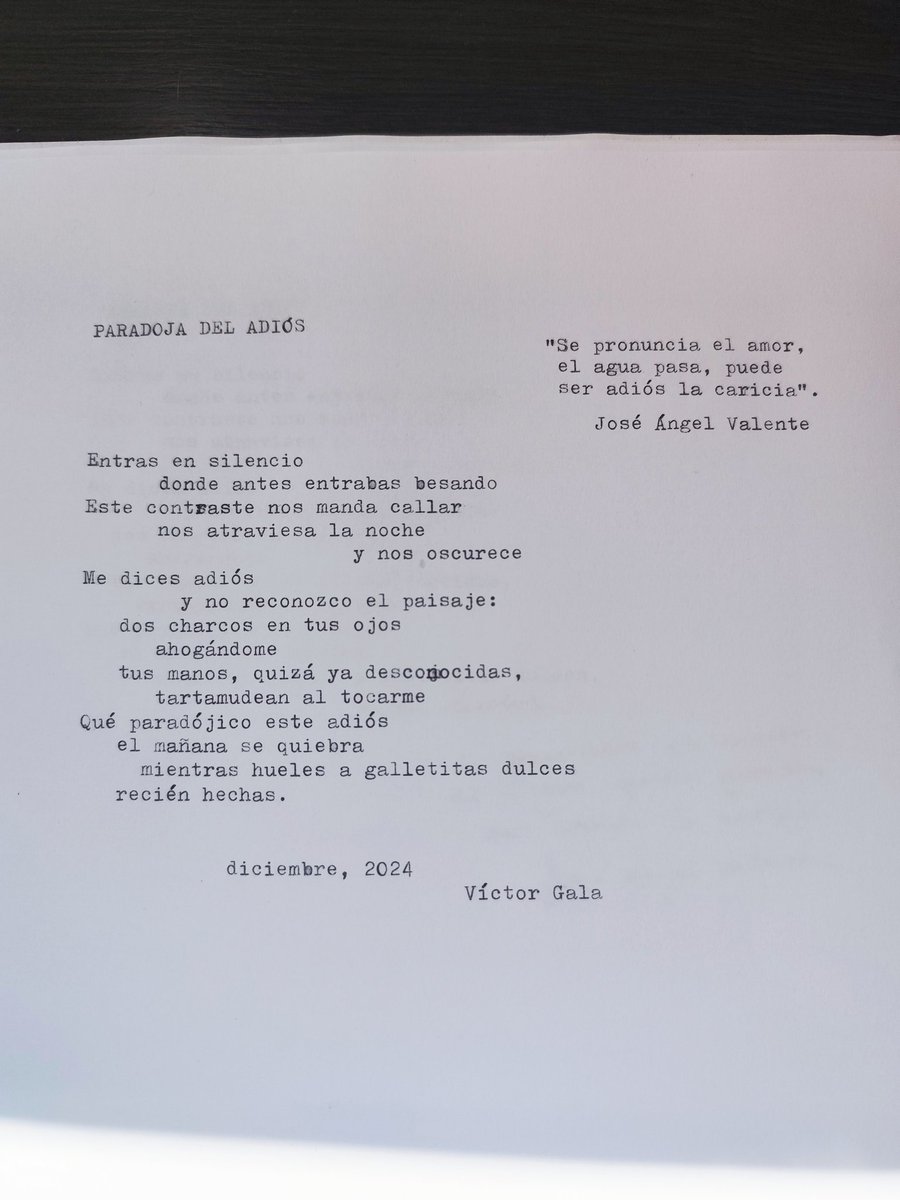 PARADOJA DEL ADIÓS
"Se pronuncia el amor,
el agua pasa, puede
ser adiós la caricia".
José Ángel Valente
Entras en silencio
donde antes entrabas besando
Este contraste nos manda callar
nos atraviesa la noche
y nos oscurece
Me dices adiós
y no reconozco el paisaje:
dos charcos en tus ojos
ahogándome
tus manos, quizá ya desconocidas,
tartamudean al tocarme
Qué paradójico este adiós
el mañana se quiebra
mientras hueles a galletitas dulces
recién hechas.
diciembre, 2024
Víctor Gala